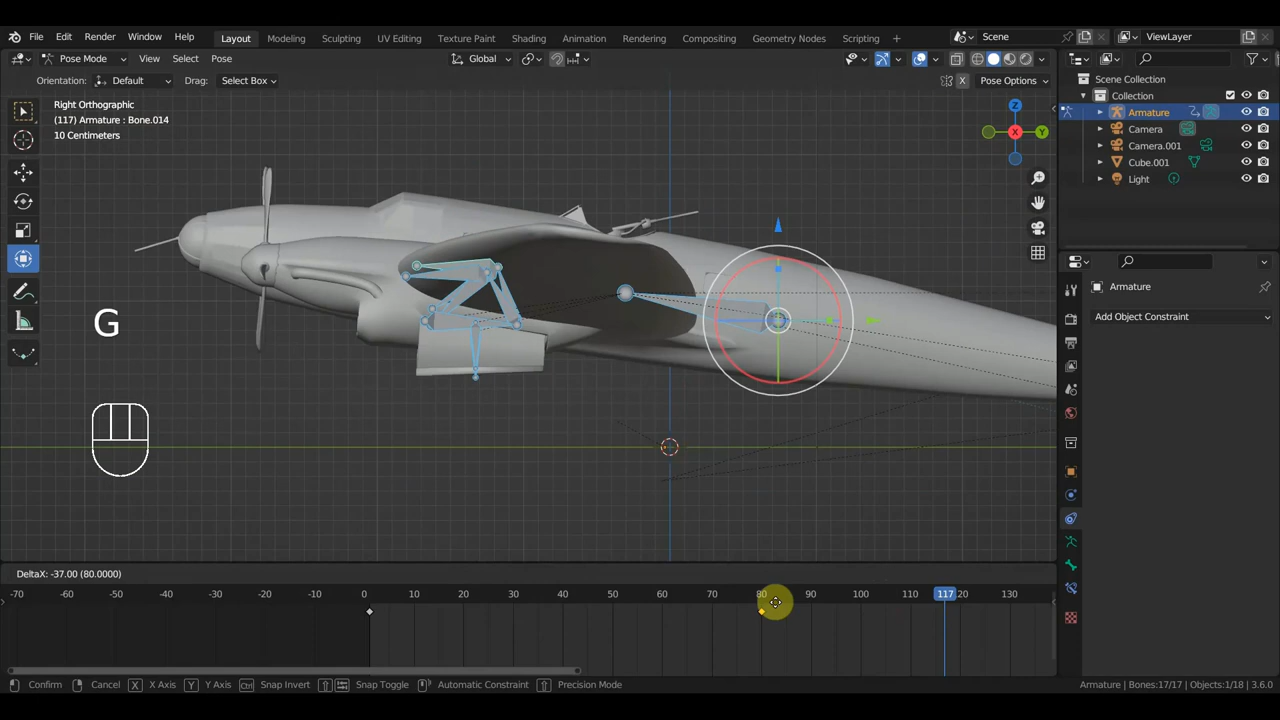 File Edit Render Window Help Layout Modeling Sculpting UV Editing Texture Paint Shading Animation Rendering Compositing Geometry Nodes Scripting + Scene ViewLayer
Pose Mode View Select Pose Global Pose Options
Orientation: Default Drag: Select Box X
Right Orthographic
(117) Armature : Bone.014
10 Centimeters
Z
X
Y
G
Scene Collection
Collection
Armature
Camera
Camera.001
Cube.001
Light
Armature
Add Object Constraint
DeltaX: -37.00 (80.0000)
-70 -60 -50 -40 -30 -20 -10 0 10 20 30 40 50 60 70 80 90 100 110 117 120 130
Confirm Cancel X X Axis Y Y Axis Ctrl Snap Invert Snap Toggle Automatic Constraint Precision Mode Armature | Bones:17/17 | Objects:1/18 | 3.6.0